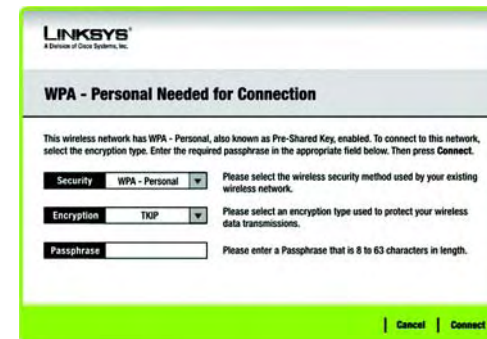 LINKSYS®
A Division of Cisco Systems, Inc.
WPA - Personal Needed for Connection
This wireless network has WPA - Personal, also known as Pre-Shared Key, enabled. To connect to this network,
select the encryption type. Enter the required passphrase in the appropriate field below. Then press Connect.
Security WPA - Personal Please select the wireless security method used by your existing
wireless network.
Encryption TKIP Please select an encryption type used to protect your wireless
data transmissions.
Passphrase Please enter a Passphrase that is 8 to 63 characters in length.
Cancel Connect